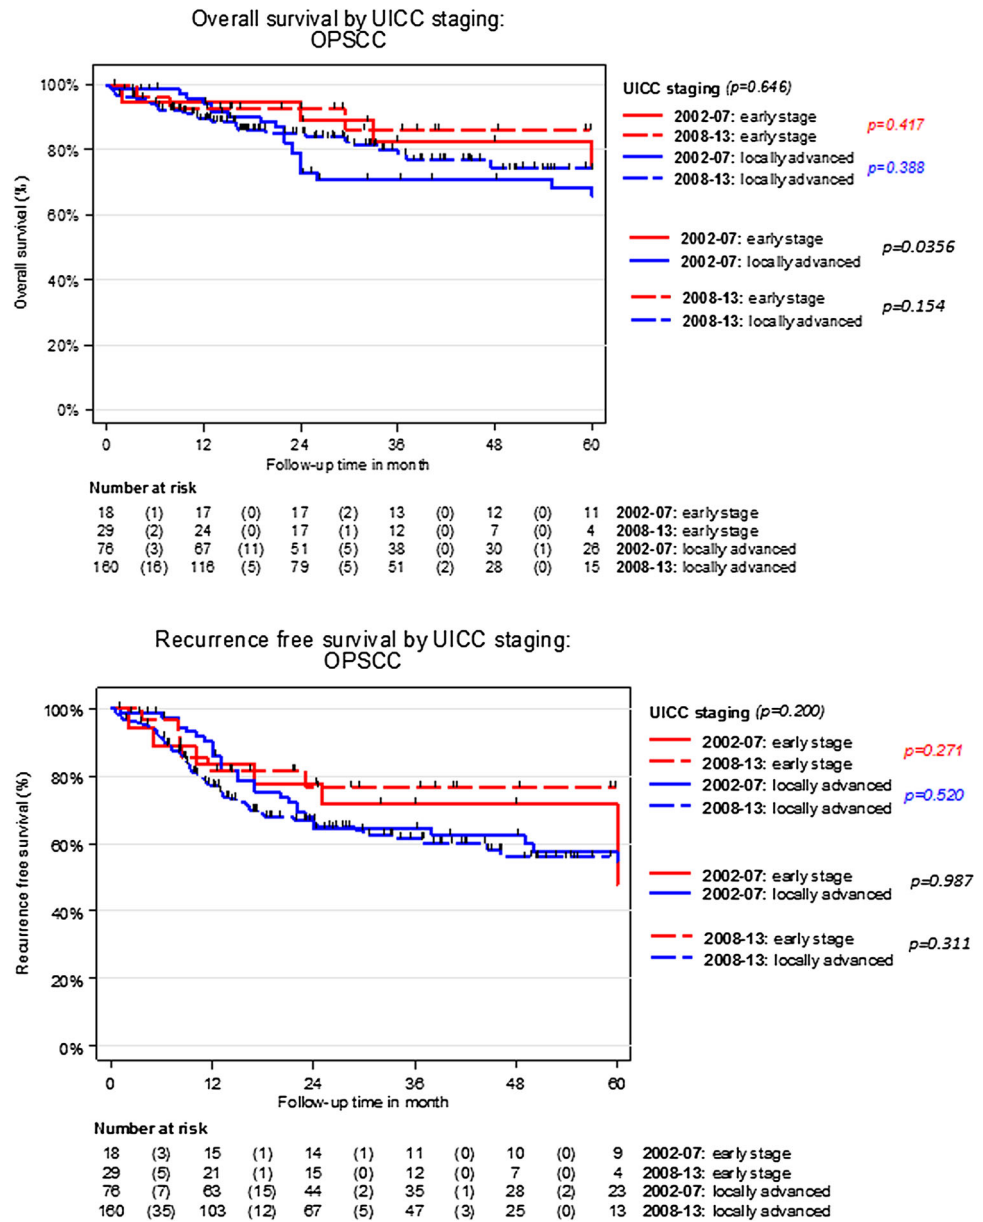 Overall survival by UICC staging:
OPSCC
100%
80%
60%
40%
20%
0%
Overall survival (%)
0 12 24 36 48 60
Follow-up time in month
UICC staging (p=0.646)
2002-07: early stage
2008-13: early stage
p=0.417
2002-07: locally advanced
2008-13: locally advanced
p=0.388
2002-07: early stage
2002-07: locally advanced
p=0.0356
2008-13: early stage
2008-13: locally advanced
p=0.154
Number at risk
18 (1) 17 (0) 17 (2) 13 (0) 12 (0) 11 2002-07: early stage
29 (2) 24 (0) 17 (1) 12 (0) 7 (0) 4 2008-13: early stage
76 (3) 67 (11) 51 (5) 38 (0) 30 (1) 26 2002-07: locally advanced
160 (16) 116 (5) 79 (5) 51 (2) 28 (0) 15 2008-13: locally advanced
Recurrence free survival by UICC staging:
OPSCC
100%
80%
60%
40%
20%
0%
Recurrence free survival (%)
0 12 24 36 48 60
Follow-up time in month
UICC staging (p=0.200)
2002-07: early stage
2008-13: early stage
p=0.271
2002-07: locally advanced
2008-13: locally advanced
p=0.520
2002-07: early stage
2002-07: locally advanced
p=0.987
2008-13: early stage
2008-13: locally advanced
p=0.311
Number at risk
18 (3) 15 (1) 14 (1) 11 (0) 10 (0) 9 2002-07: early stage
29 (5) 21 (1) 15 (0) 12 (0) 7 (0) 4 2008-13: early stage
76 (7) 63 (15) 44 (2) 35 (1) 28 (2) 23 2002-07: locally advanced
160 (35) 103 (12) 67 (5) 47 (3) 25 (0) 13 2008-13: locally advanced